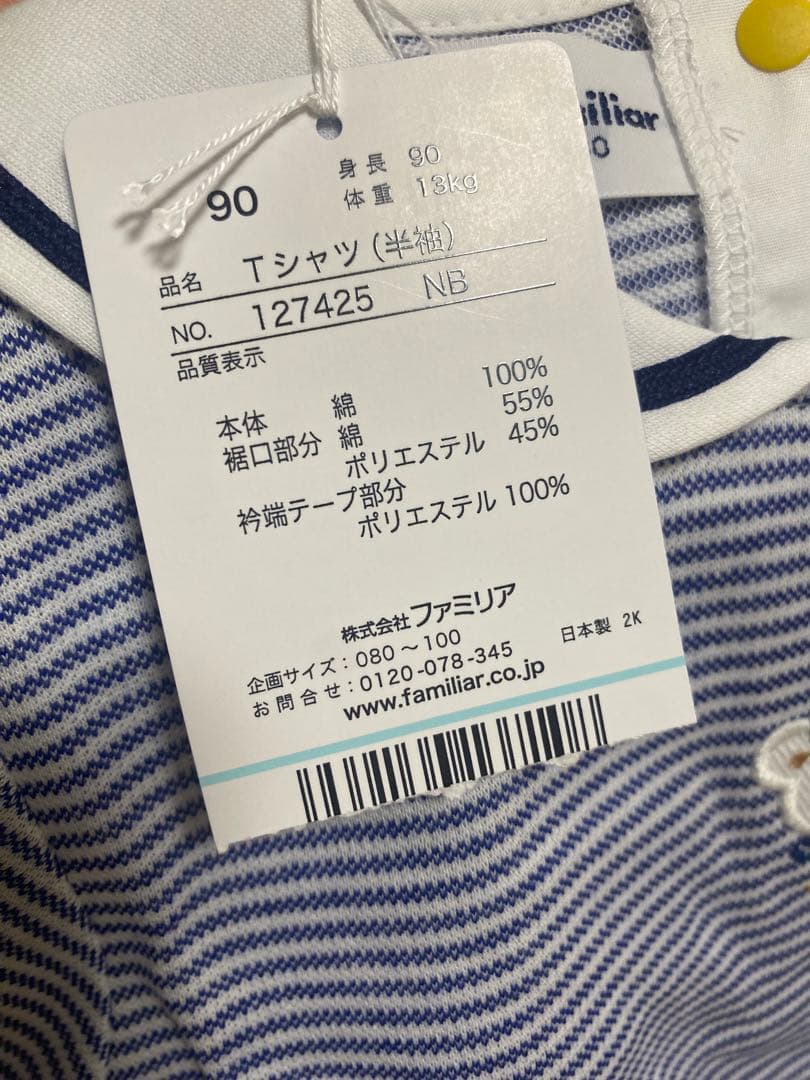 90
身長 90
体重 13kg
品名 Tシャツ(半袖)
NO. 127425 NB
品質表示
本体 綿 100%
裾口部分 綿 55%
ポリエステル 45%
衿端テープ部分
ポリエステル 100%
株式会社ファミリア
企画サイズ:080~100
お問合せ:0120-078-345
www.familiar.co.jp
日本製 2K
iliar
0